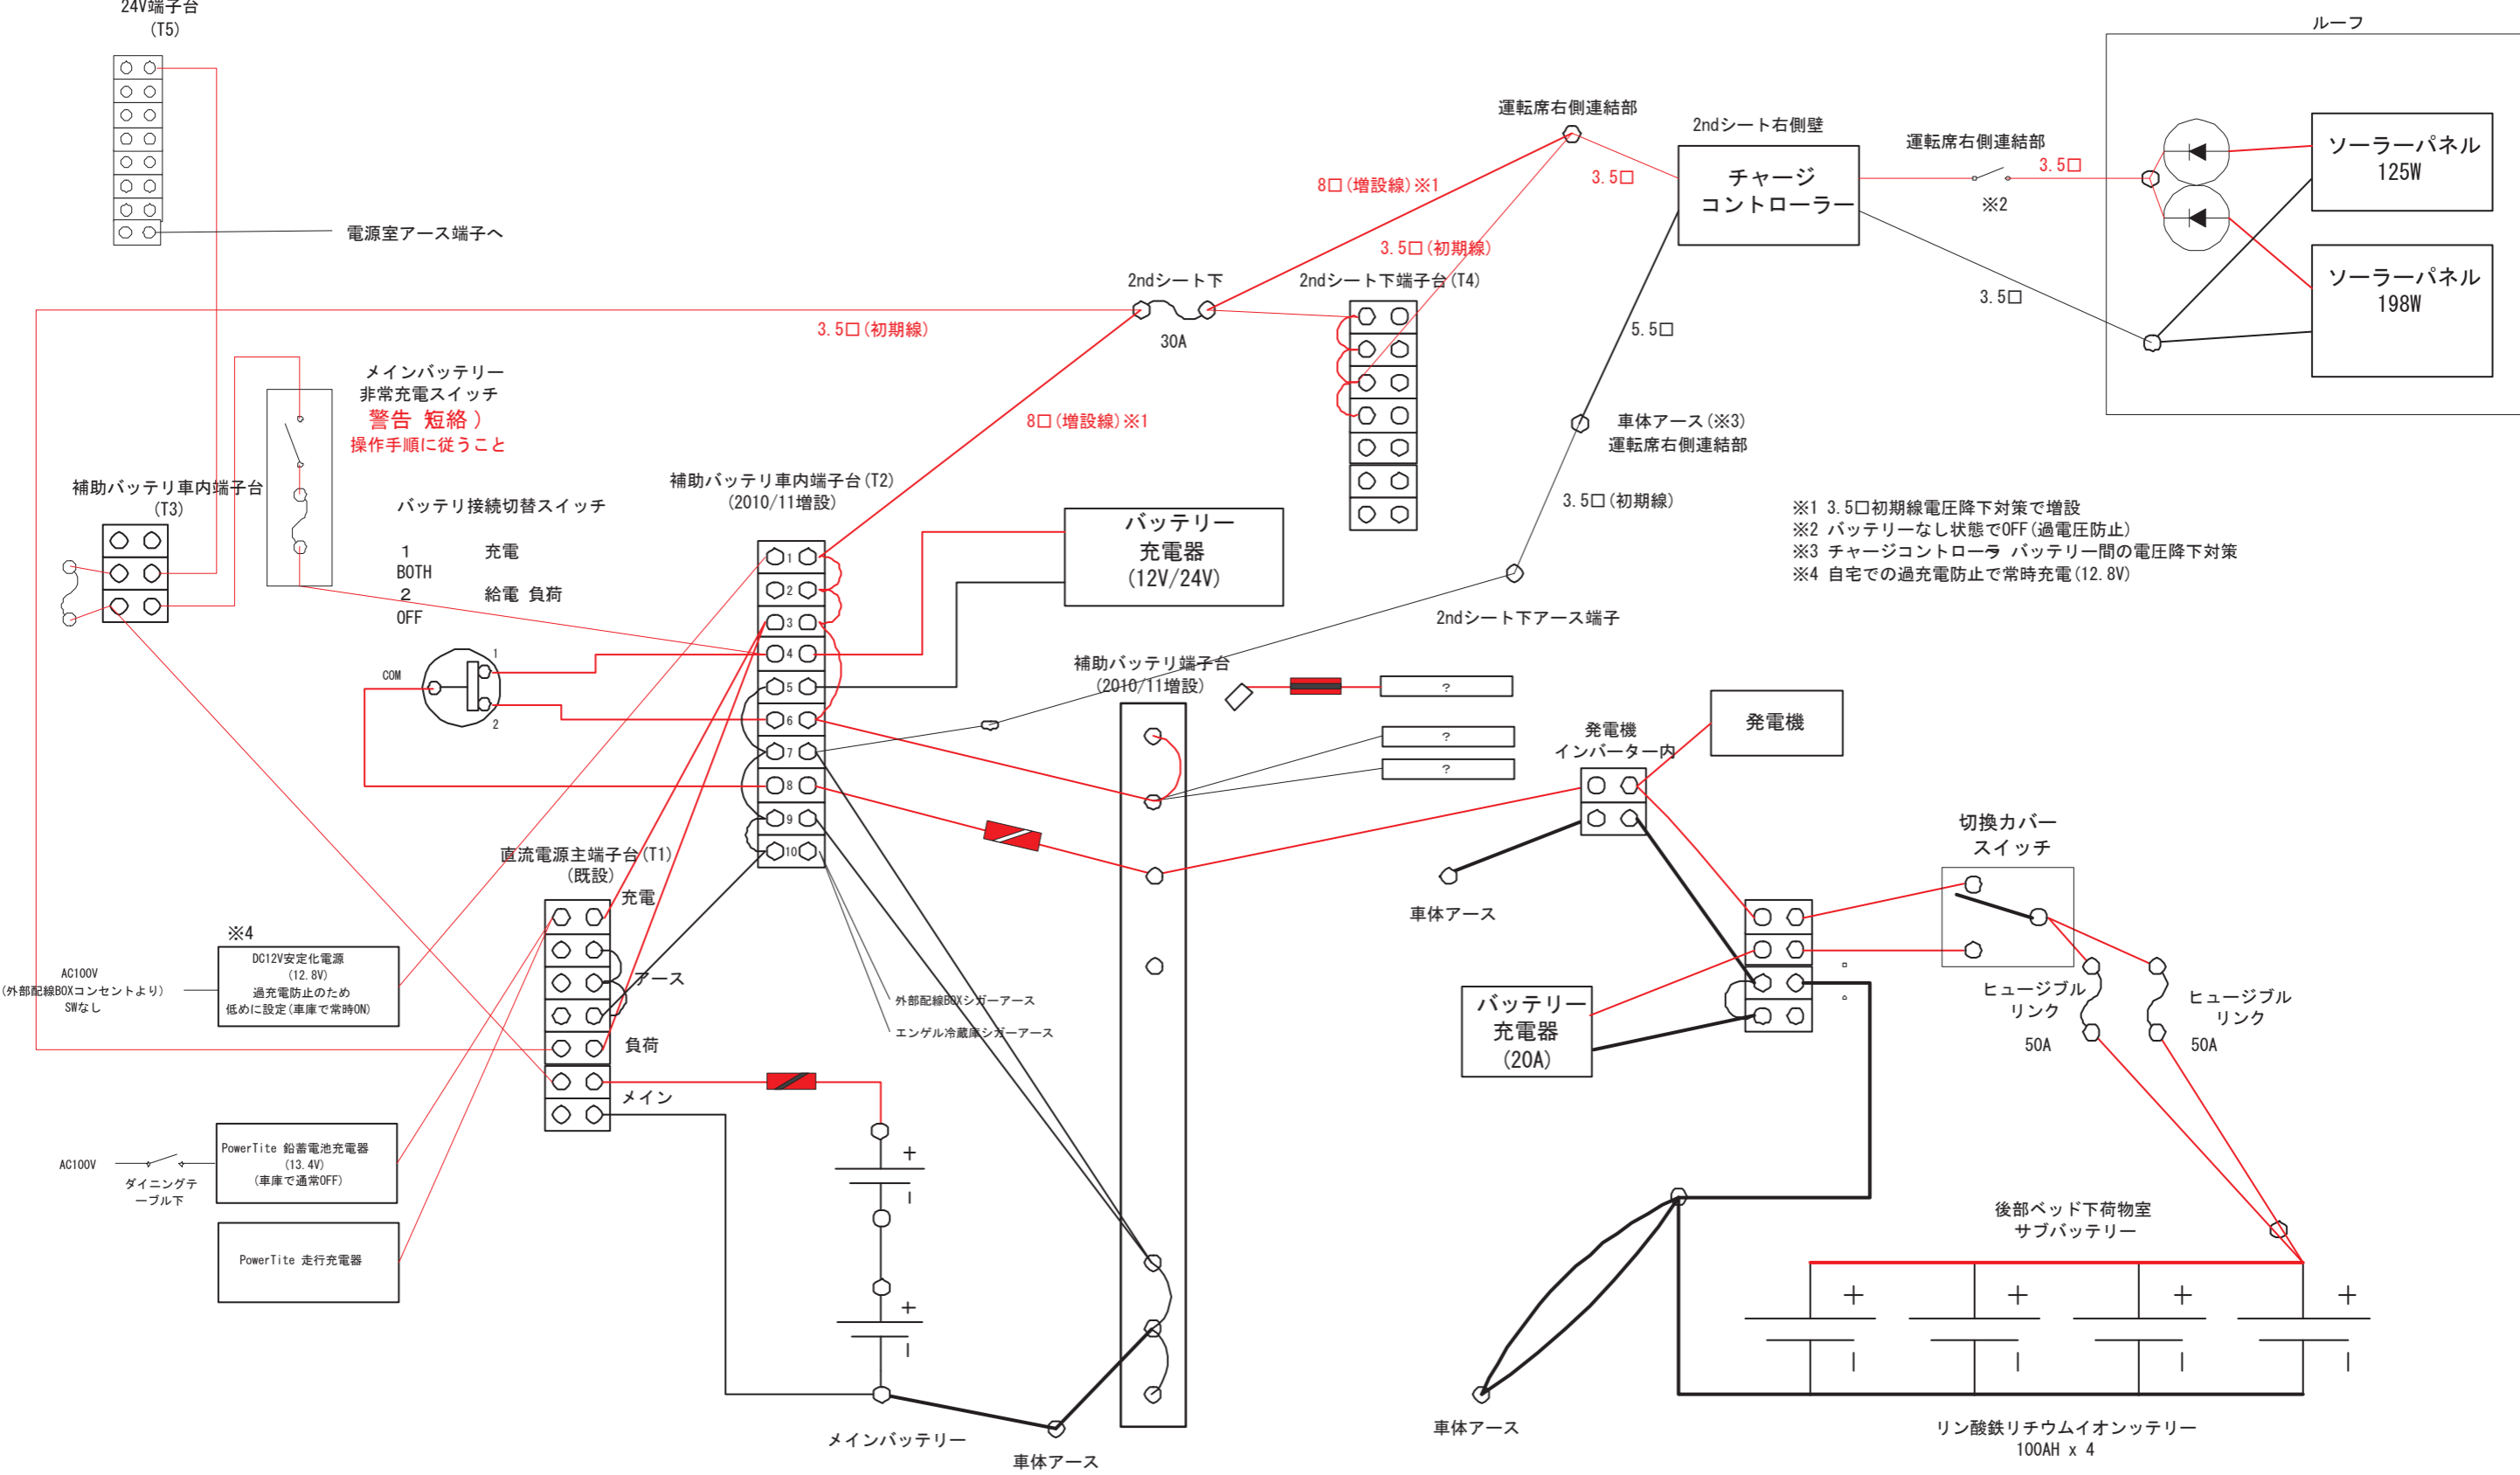 24V端子台
(T5)
電源室アース端子へ
ルーフ
運転席右側連結部
2ndシート右側壁
チャージ
コントローラー
運転席右側連結部
3.5□
※2
ソーラーパネル
125W
ソーラーパネル
198W
3.5□
8□(増設線)※1
3.5□
3.5□(初期線)
2ndシート下
30A
2ndシート下端子台(T4)
5.5□
3.5□(初期線)
8□(増設線)※1
車体アース(※3)
運転席右側連結部
3.5□(初期線)
2ndシート下アース端子
※1 3.5□初期線電圧降下対策で増設
※2 バッテリーなし状態でOFF(過電圧防止)
※3 チャージコントローラ バッテリー間の電圧降下対策
※4 自宅での過充電防止で常時充電(12.8V)
メインバッテリー
非常充電スイッチ
警告 短絡）
操作手順に従うこと
補助バッテリ車内端子台
(T3)
バッテリ接続切替スイッチ
1 充電
BOTH
2 給電 負荷
OFF
COM
1
2
補助バッテリ車内端子台(T2)
(2010/11増設)
1
2
3
4
5
6
7
8
9
10
バッテリー
充電器
(12V/24V)
補助バッテリ端子台
(2010/11増設)
?
?
?
発電機
インバーター内
発電機
車体アース
切換カバー
スイッチ
バッテリー
充電器
(20A)
ヒュージブル
リンク
50A
ヒュージブル
リンク
50A
直流電源主端子台(T1)
(既設)
充電
アース
負荷
メイン
外部配線BOXシガーアース
エンゲル冷蔵庫シガーアース
※4
AC100V
(外部配線BOXコンセントより)
SWなし
DC12V安定化電源
(12.8V)
過充電防止のため
低めに設定(車庫で常時ON)
AC100V
ダイニングテ
ーブル下
PowerTite 鉛蓄電池充電器
(13.4V)
(車庫で通常OFF)
PowerTite 走行充電器
+
−
+
−
メインバッテリー
車体アース
車体アース
後部ベッド下荷物室
サブバッテリー
+
+
+
+
−
−
−
−
リン酸鉄リチウムイオンッテリー
100AH x 4